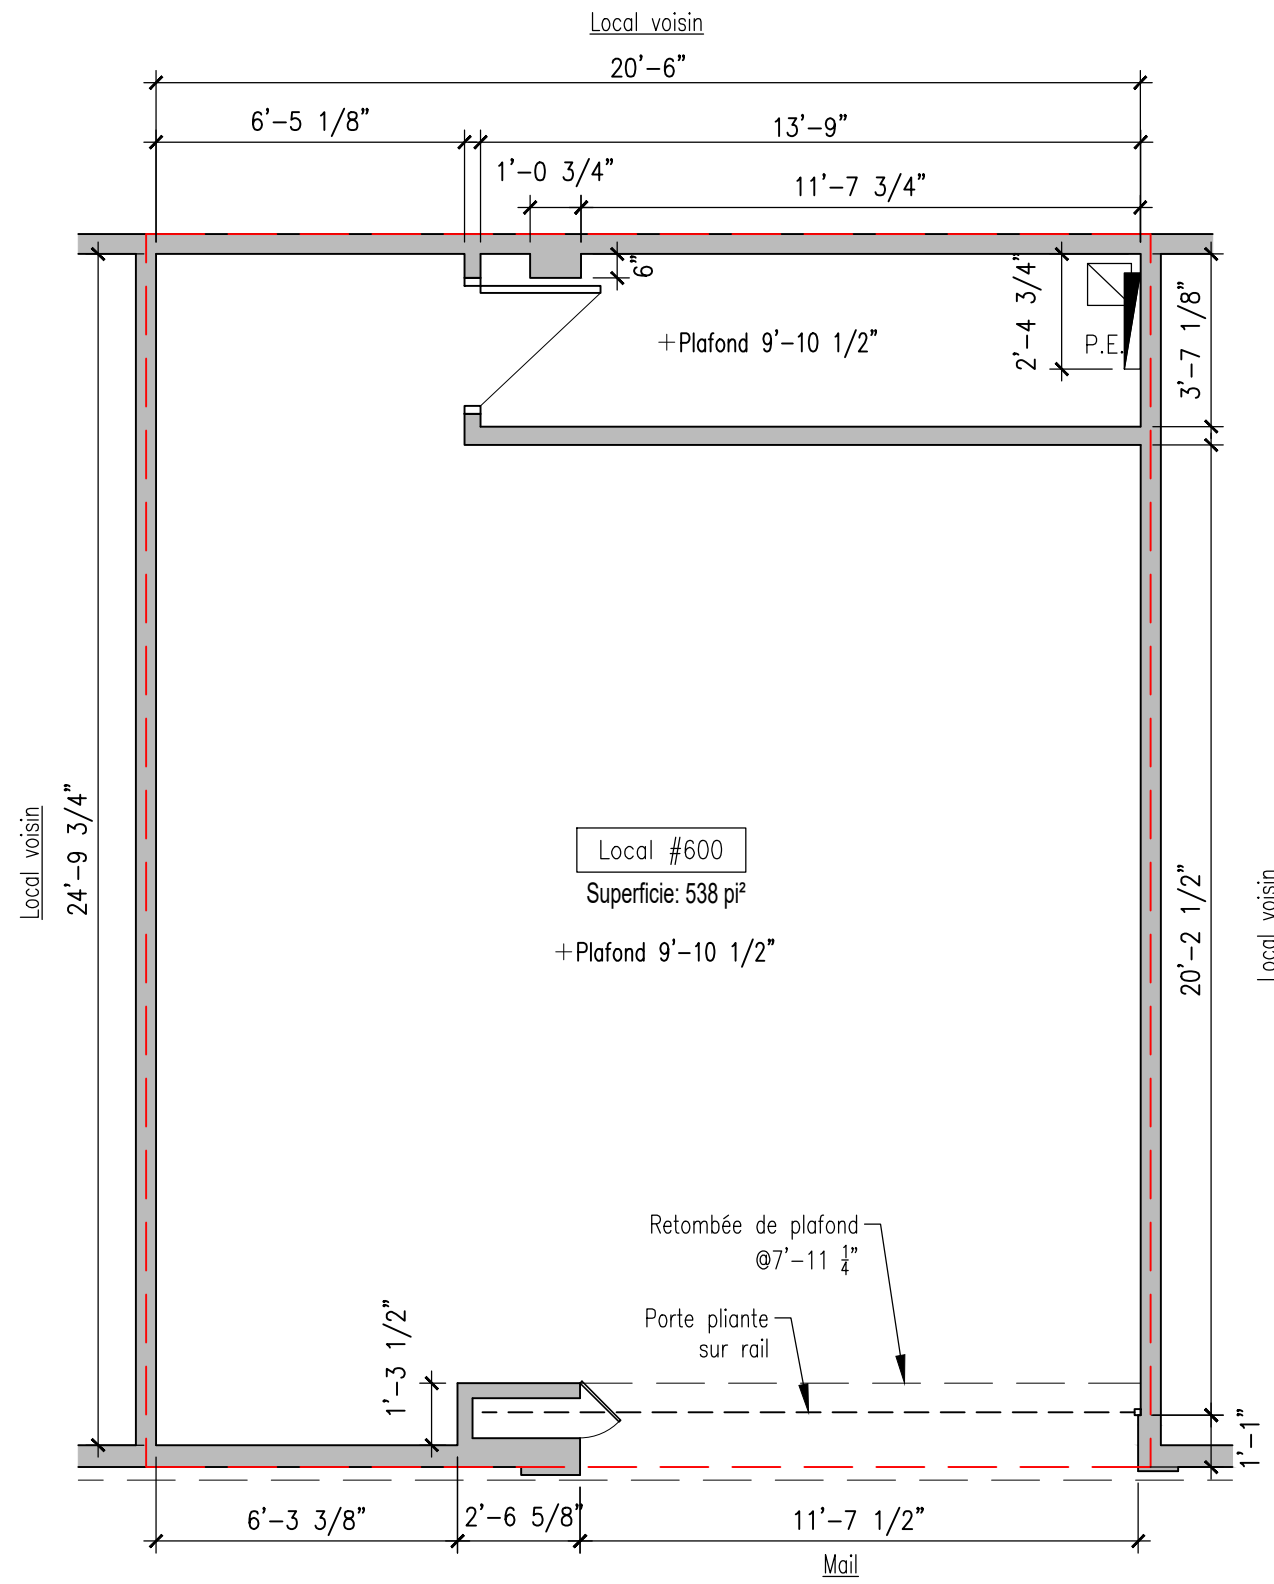 Local voisin
20'-6"
6'-5 1/8"
13'-9"
1'-0 3/4"
11'-7 3/4"
6"
2'-4 3/4"
P.E.
3'-7 1/8"
+Plafond 9'-10 1/2"
Local voisin
24'-9 3/4"
Local #600
Superficie: 538 pi²
+Plafond 9'-10 1/2"
20'-2 1/2"
Local voisin
Retombée de plafond
@7'-11 1/4"
Porte pliante
sur rail
1'-3 1/2"
1'-1"
6'-3 3/8"
2'-6 5/8"
11'-7 1/2"
Mail